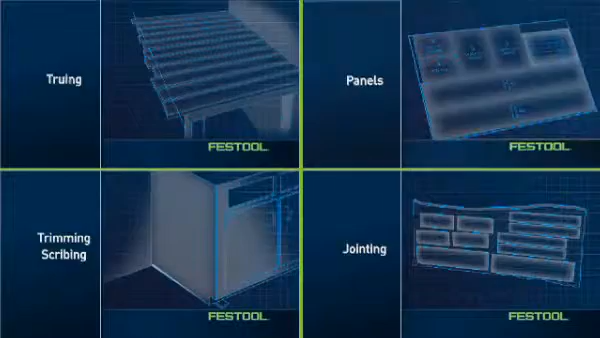 Truing
FESTOOL
Panels
FESTOOL
Trimming
Scribing
FESTOOL
Jointing
FESTOOL